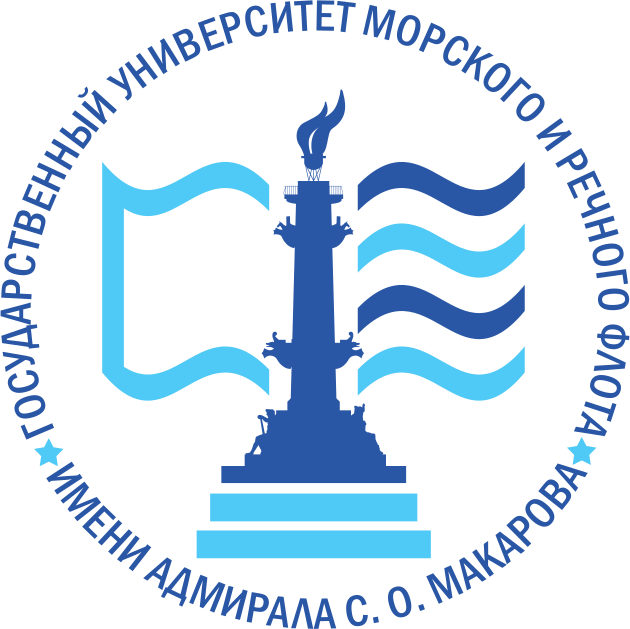 ГОСУДАРСТВЕННЫЙ УНИВЕРСИТЕТ МОРСКОГО И РЕЧНОГО ФЛОТА
ИМЕНИ АДМИРАЛА С. О. МАКАРОВА